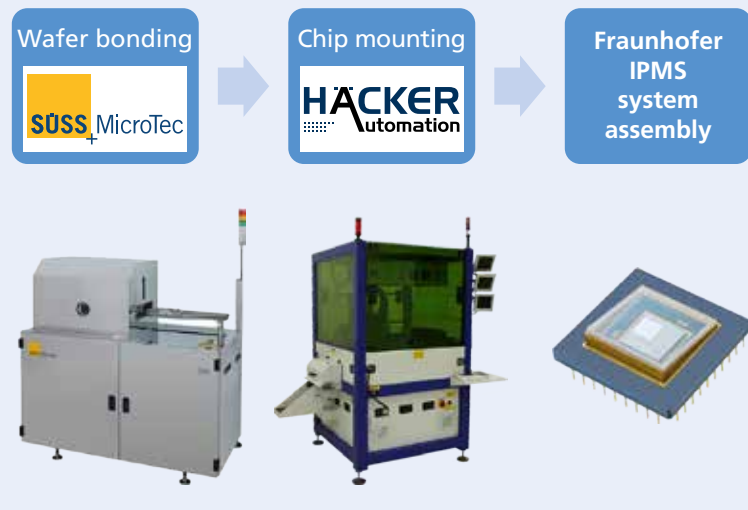 Wafer bonding
SÜSS MicroTec
Chip mounting
HÄCKER
Automation
Fraunhofer
IPMS
system
assembly